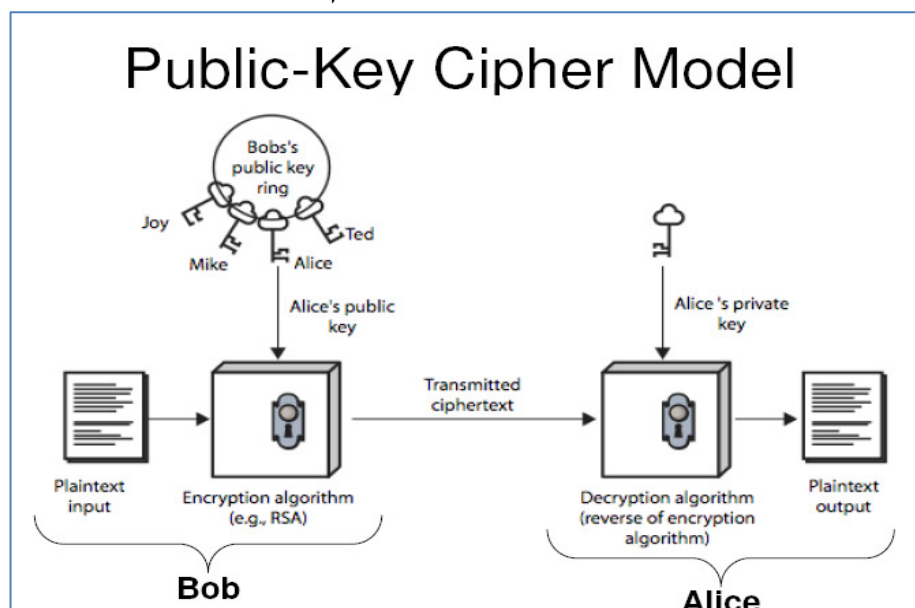 Public-Key Cipher Model
Bobs's
public key
ring
Joy
Mike
Alice
Ted
Alice's public
key
Alice 's private
key
Transmitted
ciphertext
Plaintext
input
Encryption algorithm
(e.g., RSA)
Decryption algorithm
(reverse of encryption
algorithm)
Plaintext
output
Bob
Alice